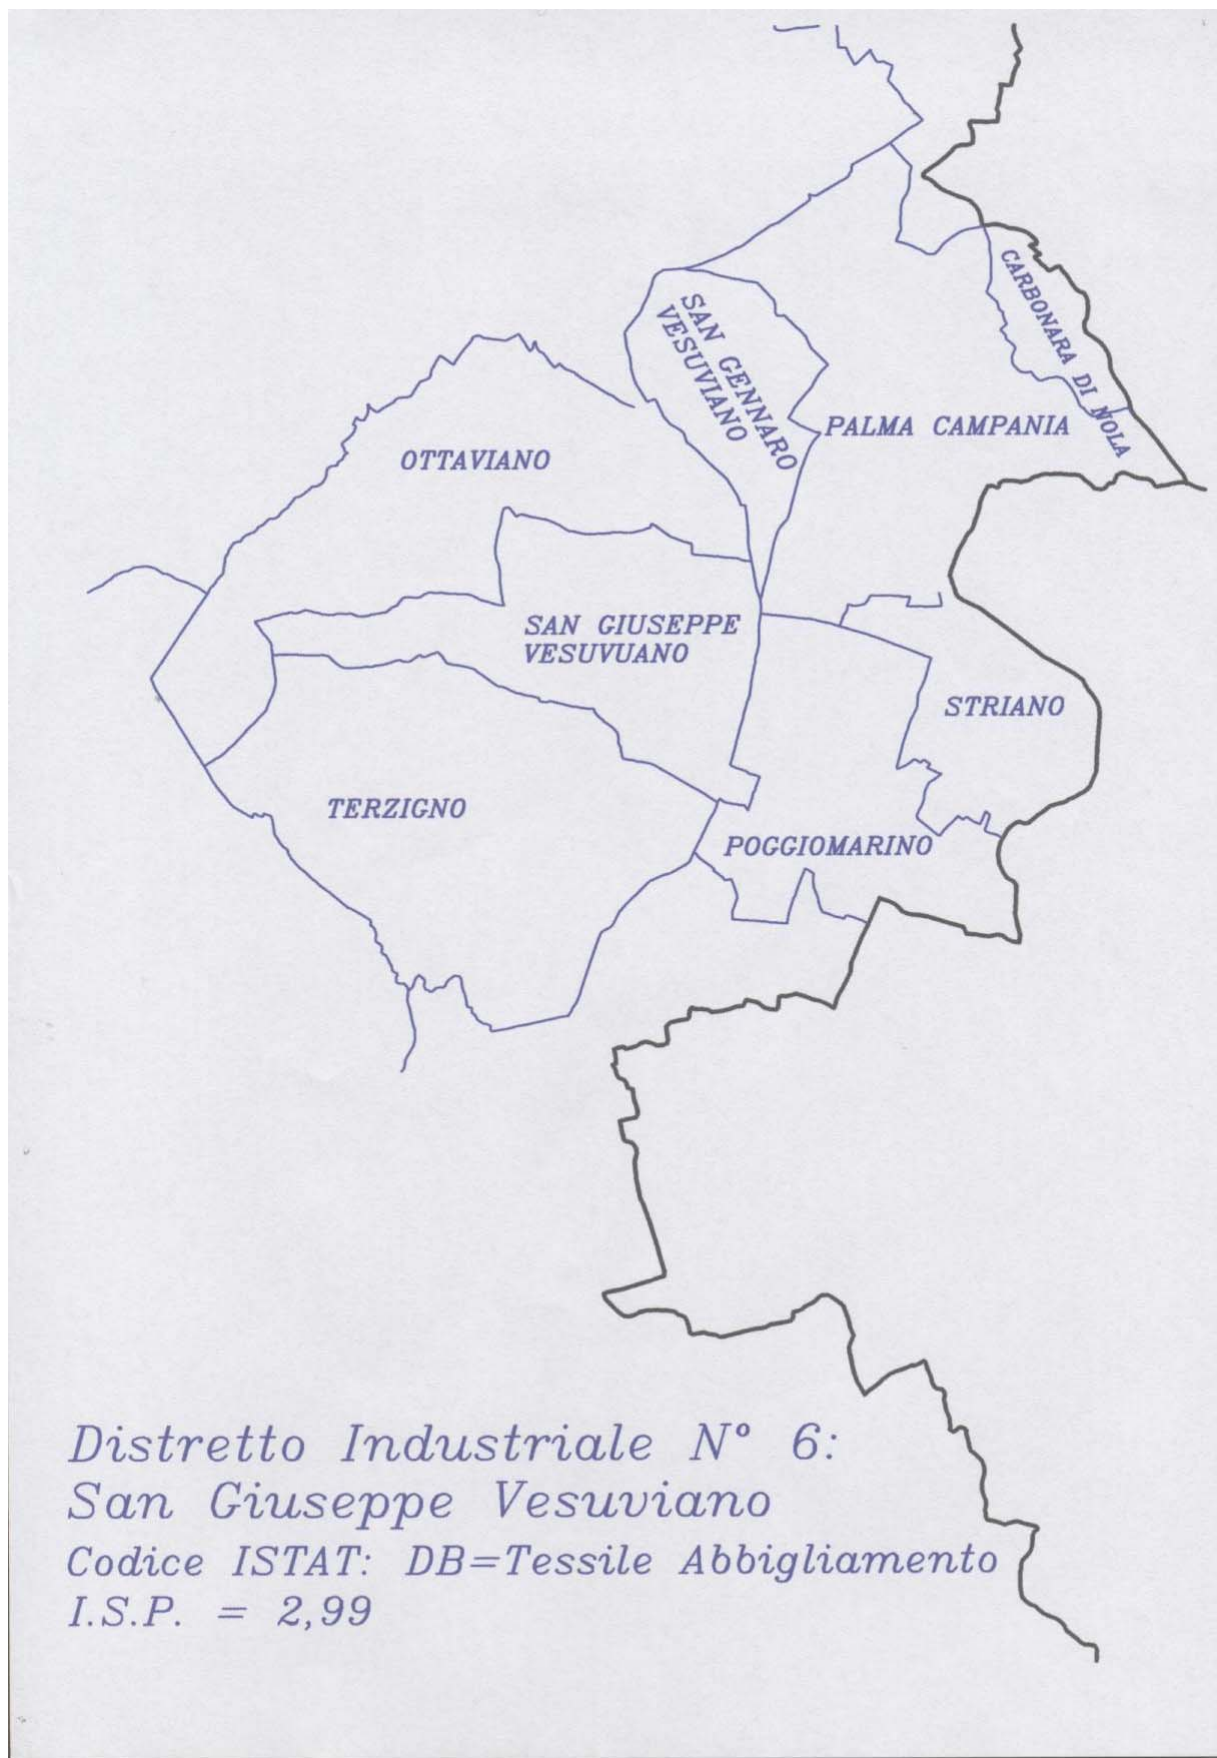 CARBONARA DI NOLA
SAN GENNARO
VESUVIANO
PALMA CAMPANIA
OTTAVIANO
SAN GIUSEPPE
VESUVUANO
STRIANO
TERZIGNO
POGGIOMARINO
Distretto Industriale N° 6:
San Giuseppe Vesuviano
Codice ISTAT: DB=Tessile Abbigliamento
I.S.P. = 2,99